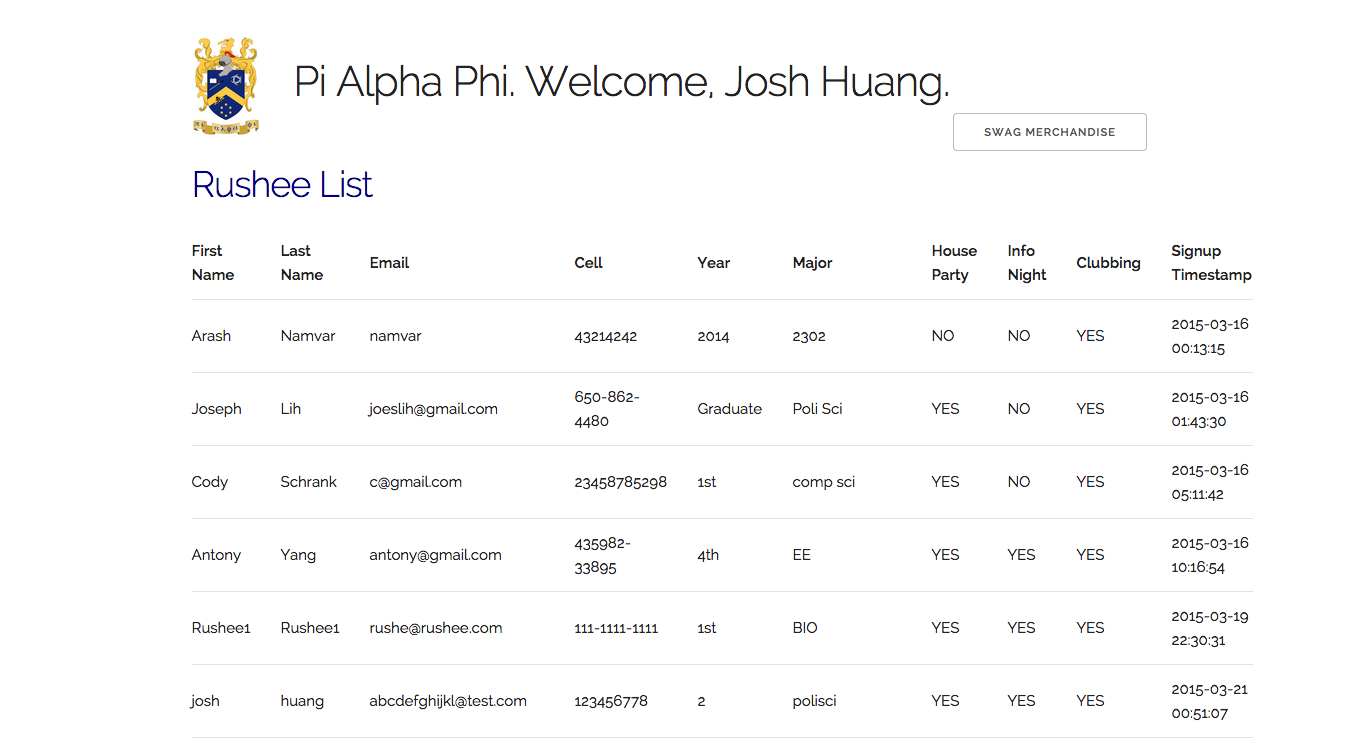 Pi Alpha Phi. Welcome, Josh Huang.
SWAG MERCHANDISE
Rushee List
First Name Last Name Email Cell Year Major House Party Info Night Clubbing Signup Timestamp
Arash Namvar namvar 43214242 2014 2302 NO NO YES 2015-03-16 00:13:15
Joseph Lih joeslih@gmail.com 650-862-4480 Graduate Poli Sci YES NO YES 2015-03-16 01:43:30
Cody Schrank c@gmail.com 23458785298 1st comp sci YES NO YES 2015-03-16 05:11:42
Antony Yang antony@gmail.com 435982-33895 4th EE YES YES YES 2015-03-16 10:16:54
Rushee1 Rushee1 rushe@rushee.com 111-1111-1111 1st BIO YES YES YES 2015-03-19 22:30:31
josh huang abcdefghijkl@test.com 123456778 2 polisci YES YES YES 2015-03-21 00:51:07